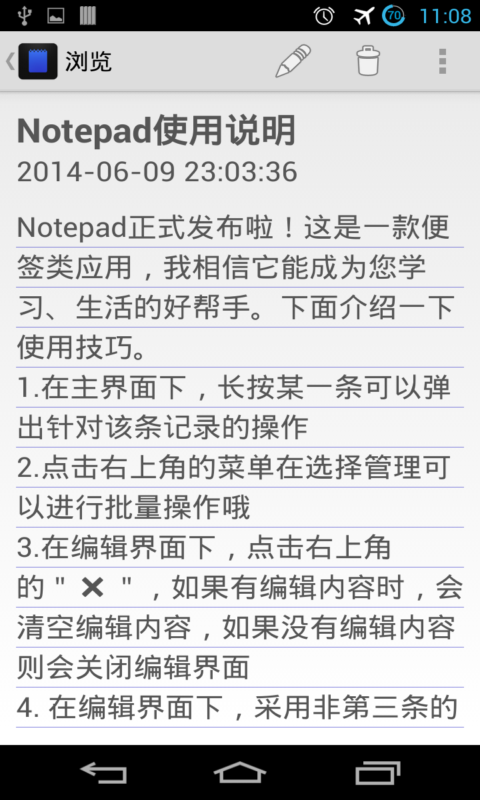 70 11:08
浏览
Notepad使用说明
2014-06-09 23:03:36
Notepad正式发布啦！这是一款便
签类应用，我相信它能成为您学
习、生活的好帮手。下面介绍一下
使用技巧。
1.在主界面下，长按某一条可以弹
出针对该条记录的操作
2.点击右上角的菜单在选择管理可
以进行批量操作哦
3.在编辑界面下，点击右上角
的＂ ✖ ＂，如果有编辑内容时，会
清空编辑内容，如果没有编辑内容
则会关闭编辑界面
4. 在编辑界面下，采用非第三条的